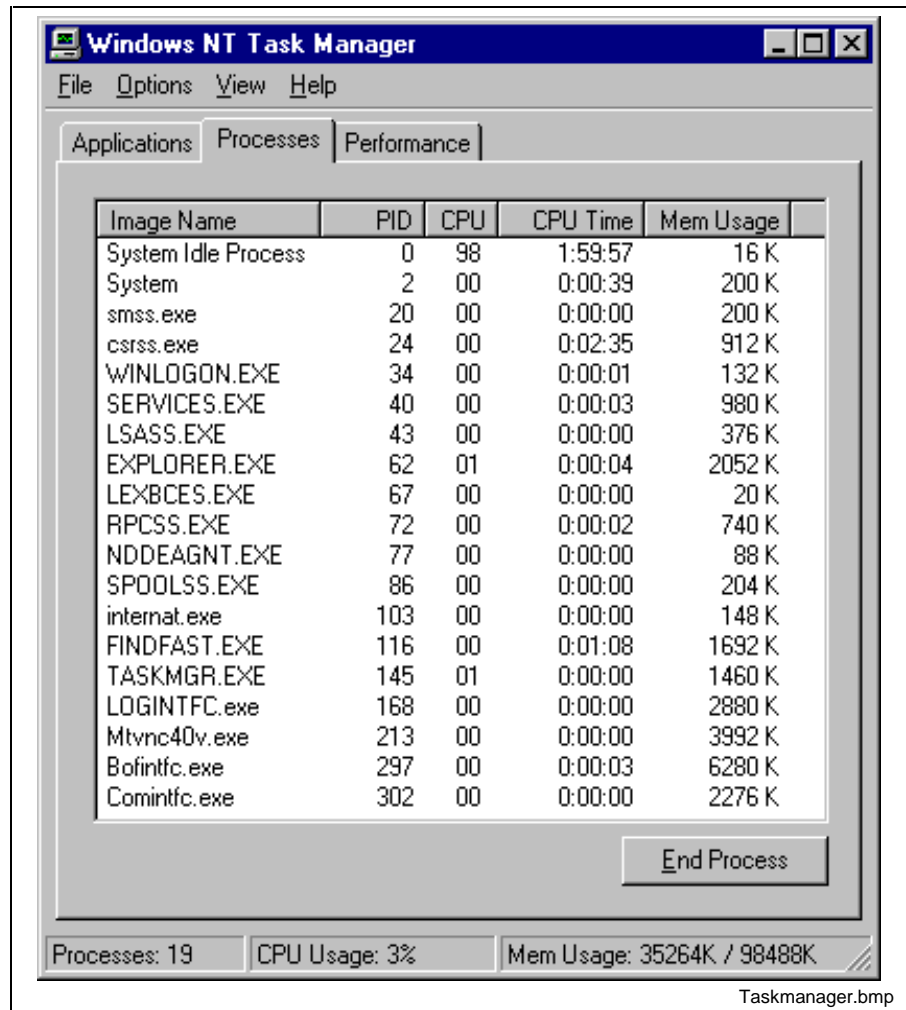 Windows NT Task Manager
File Options View Help
Applications Processes Performance
Image Name PID CPU CPU Time Mem Usage
System Idle Process 0 98 1:59:57 16 K
System 2 00 0:00:39 200 K
smss.exe 20 00 0:00:00 200 K
csrss.exe 24 00 0:02:35 912 K
WINLOGON.EXE 34 00 0:00:01 132 K
SERVICES.EXE 40 00 0:00:03 980 K
LSASS.EXE 43 00 0:00:00 376 K
EXPLORER.EXE 62 01 0:00:04 2052 K
LEXBCES.EXE 67 00 0:00:00 20 K
RPCSS.EXE 72 00 0:00:02 740 K
NDDEAGNT.EXE 77 00 0:00:00 88 K
SPOOLSS.EXE 86 00 0:00:00 204 K
internat.exe 103 00 0:00:00 148 K
FINDFAST.EXE 116 00 0:01:08 1692 K
TASKMGR.EXE 145 01 0:00:00 1460 K
LOGINTFC.exe 168 00 0:00:00 2880 K
Mtvnc40v.exe 213 00 0:00:00 3992 K
Bofintfc.exe 297 00 0:00:03 6280 K
Comintfc.exe 302 00 0:00:00 2276 K
End Process
Processes: 19 CPU Usage: 3% Mem Usage: 35264K / 98488K
Taskmanager.bmp